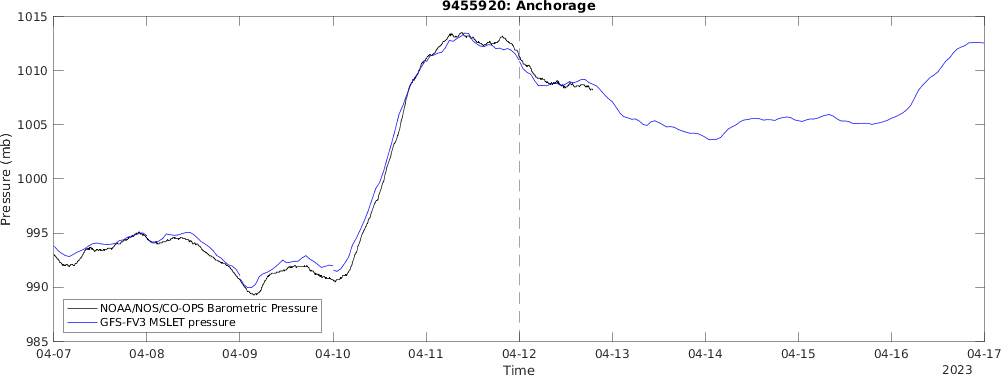 9455920: Anchorage
Pressure (mb)
1015
1010
1005
1000
995
990
985
NOAA/NOS/CO-OPS Barometric Pressure
GFS-FV3 MSLET pressure
04-07 04-08 04-09 04-10 04-11 04-12 04-13 04-14 04-15 04-16 04-17
Time
2023